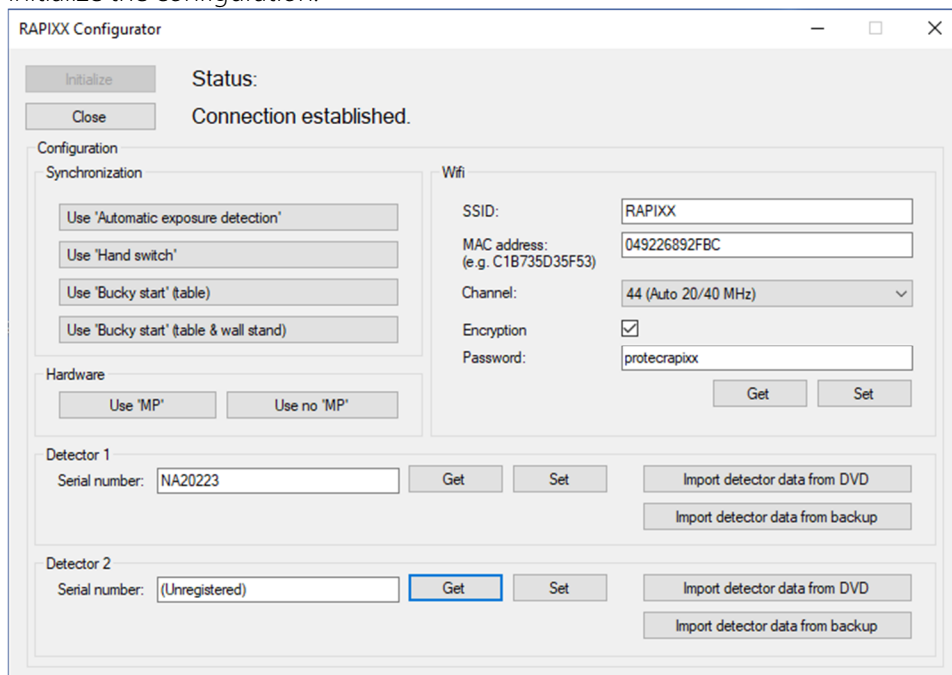 initialize the configuration.
RAPIXX Configurator
Initialize
Status:
Close
Connection established.
Configuration
Synchronization
Use 'Automatic exposure detection'
Use 'Hand switch'
Use 'Bucky start' (table)
Use 'Bucky start' (table & wall stand)
Hardware
Use 'MP'
Use no 'MP'
Wifi
SSID:
RAPIXX
MAC address:
(e.g. C1B735D35F53)
049226892FBC
Channel:
44 (Auto 20/40 MHz)
Encryption
Password:
protecrapixx
Get
Set
Detector 1
Serial number:
NA20223
Get
Set
Import detector data from DVD
Import detector data from backup
Detector 2
Serial number:
(Unregistered)
Get
Set
Import detector data from DVD
Import detector data from backup